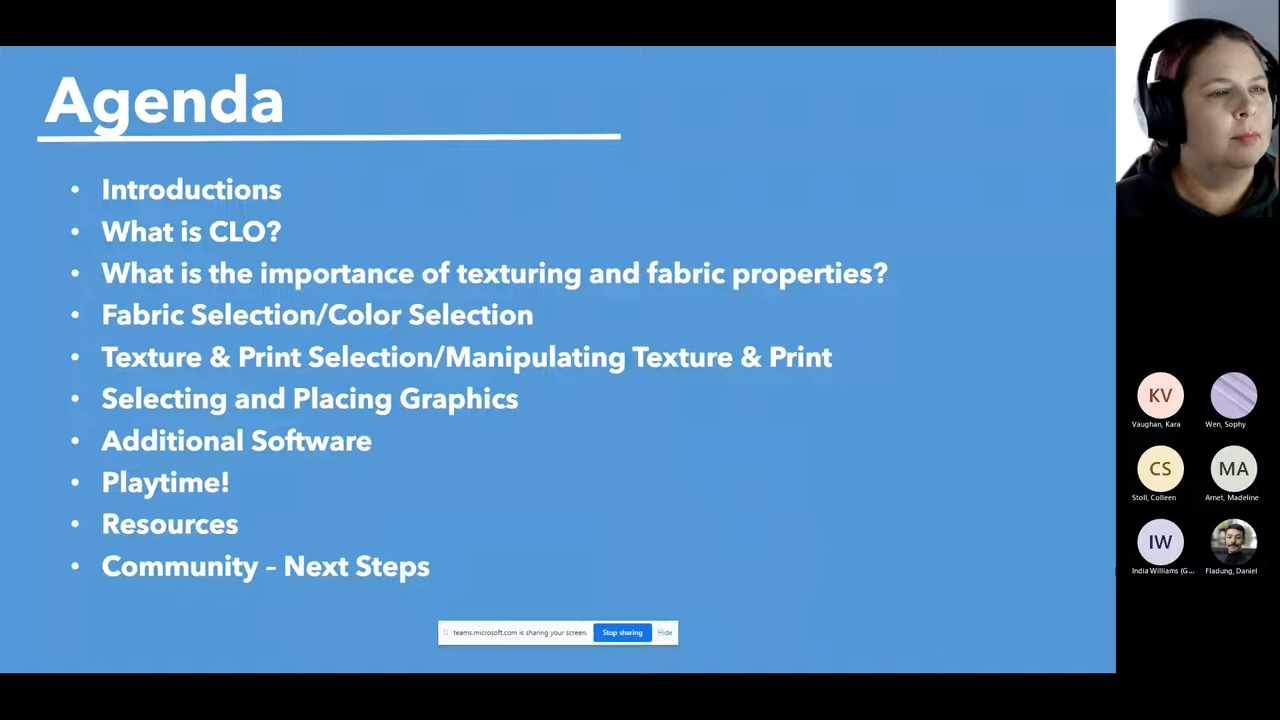 Agenda
• Introductions
• What is CLO?
• What is the importance of texturing and fabric properties?
• Fabric Selection/Color Selection
• Texture & Print Selection/Manipulating Texture & Print
• Selecting and Placing Graphics
• Additional Software
• Playtime!
• Resources
• Community – Next Steps
teams.microsoft.com is sharing your screen. Stop sharing Hide
KV
Vaughan, Kara
Wen, Sophy
CS MA
Stoll, Colleen Arnet, Madeline
IW
India Williams (G... Fladung, Daniel